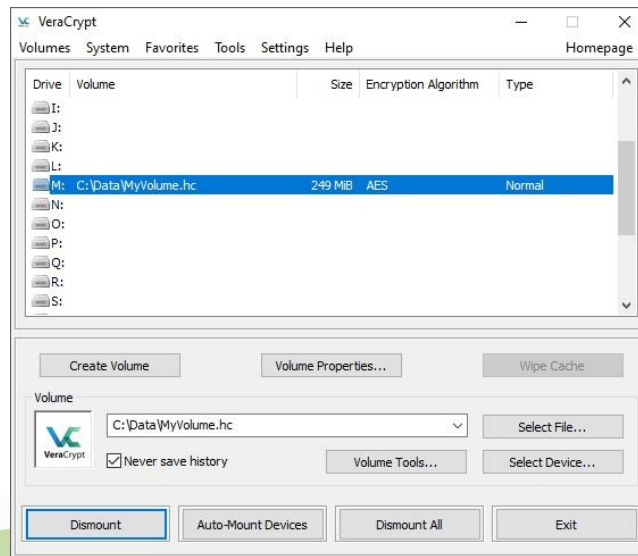 VeraCrypt
Volumes System Favorites Tools Settings Help Homepage
Drive Volume Size Encryption Algorithm Type
I:
J:
K:
L:
M: C:\Data\MyVolume.hc 249 MiB AES Normal
N:
O:
P:
Q:
R:
S:
Create Volume Volume Properties... Wipe Cache
Volume
C:\Data\MyVolume.hc Select File...
VeraCrypt Never save history Volume Tools... Select Device...
Dismount Auto-Mount Devices Dismount All Exit